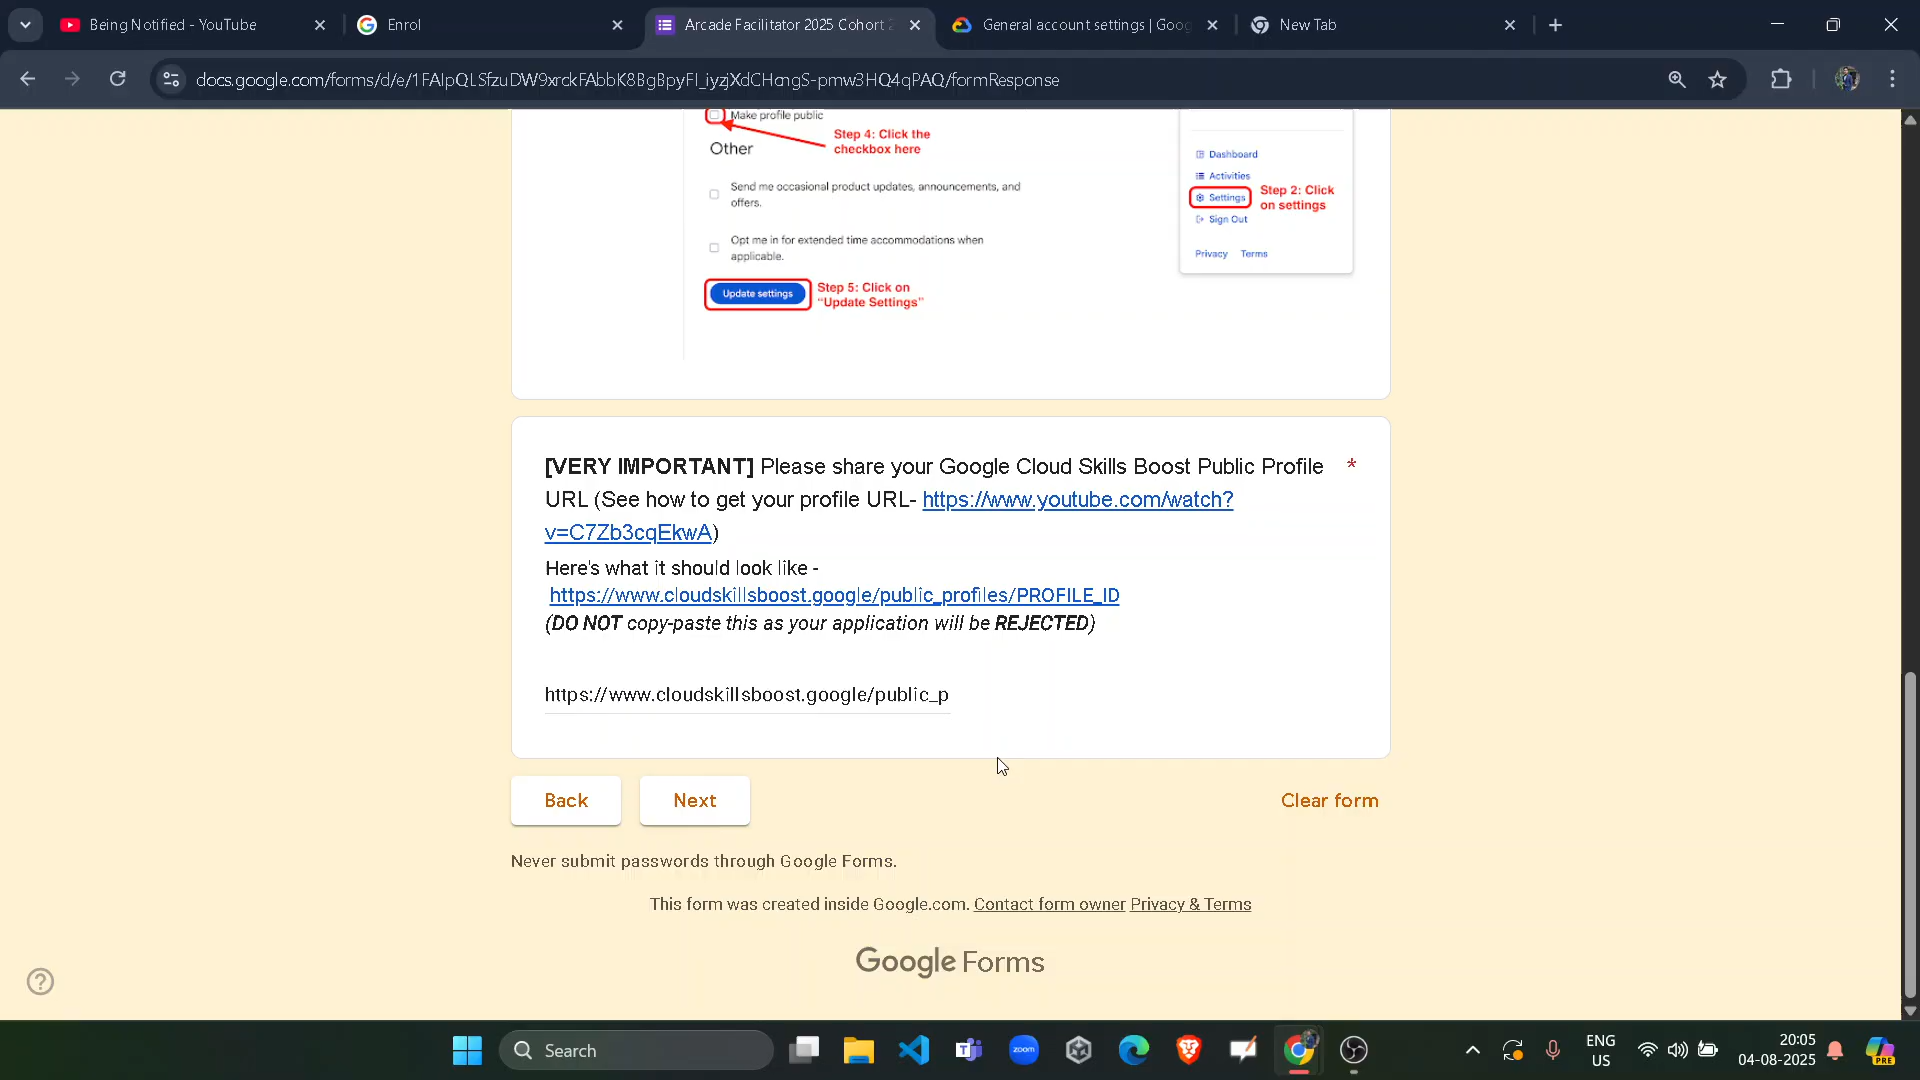 Being Notified - YouTube
Enrol
Arcade Facilitator 2025 Cohort 2
General account settings | Goog
New Tab
docs.google.com/forms/d/e/1FAIpQLSfzuDW9xrckFAbbK8BgBpyFI_iyzjXdCHcngS-pmw3HQ4qPAQ/formResponse
Make profile public
Step 4: Click the
checkbox here
Other
Send me occasional product updates, announcements, and
offers.
Opt me in for extended time accommodations when
applicable.
Update settings
Step 5: Click on
“Update Settings”
Dashboard
Activities
Settings
Step 2: Click
on settings
Sign Out
Privacy Terms
[VERY IMPORTANT] Please share your Google Cloud Skills Boost Public Profile *
URL (See how to get your profile URL- https://www.youtube.com/watch?
v=C7Zb3cqEkwA)
Here's what it should look like -
https://www.cloudskillsboost.google/public_profiles/PROFILE_ID
(DO NOT copy-paste this as your application will be REJECTED)
https://www.cloudskillsboost.google/public_p
Back
Next
Clear form
Never submit passwords through Google Forms.
This form was created inside Google.com. Contact form owner Privacy & Terms
Google Forms
Search
zoom
ENG
US
20:05
04-08-2025
PRE